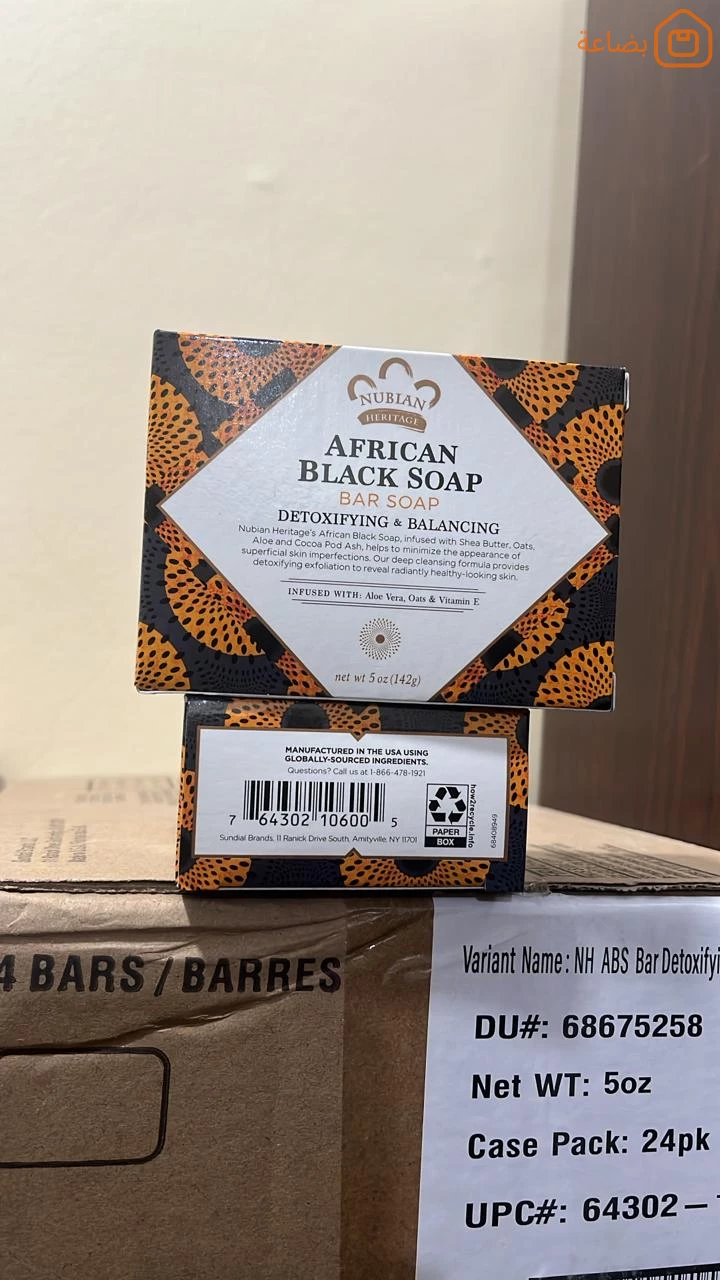 بضاعة
NUBIAN
HERITAGE
AFRICAN
BLACK SOAP
BAR SOAP
DETOXIFYING & BALANCING
Nubian Heritage's African Black Soap, infused with Shea Butter, Oats,
Aloe and Cocoa Pod Ash, helps to minimize the appearance of
superficial skin imperfections. Our deep cleansing formula provides
detoxifying exfoliation to reveal radiantly healthy-looking skin.
INFUSED WITH: Aloe Vera, Oats & Vitamin E
net wt 5 oz (142g)
MANUFACTURED IN THE USA USING
GLOBALLY-SOURCED INGREDIENTS.
Questions? Call us at 1-866-478-1921
7 64302 10600 5
Sundial Brands, 11 Ranick Drive South, Amityville, NY 11701
PAPER
BOX
how2recycle.info
68408949
4 BARS / BARRES
Variant Name: NH ABS Bar Detoxifyi
DU#: 68675258
Net WT: 5oz
Case Pack: 24pk
UPC#: 64302–